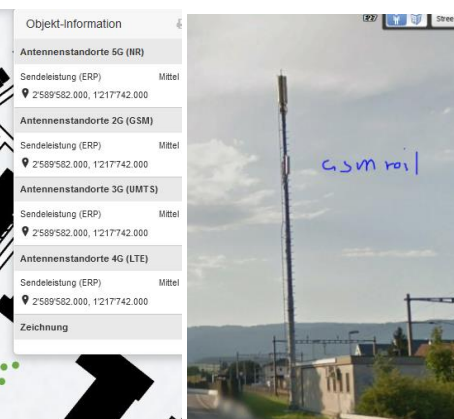 Objekt-Information
Antennenstandorte 5G (NR)
Sendeleistung (ERP) Mittel
2'589'582.000, 1'217'742.000
Antennenstandorte 2G (GSM)
Sendeleistung (ERP) Mittel
2'589'582.000, 1'217'742.000
Antennenstandorte 3G (UMTS)
Sendeleistung (ERP) Mittel
2'589'582.000, 1'217'742.000
Antennenstandorte 4G (LTE)
Sendeleistung (ERP) Mittel
2'589'582.000, 1'217'742.000
Zeichnung
E27 Stree
GSM rail